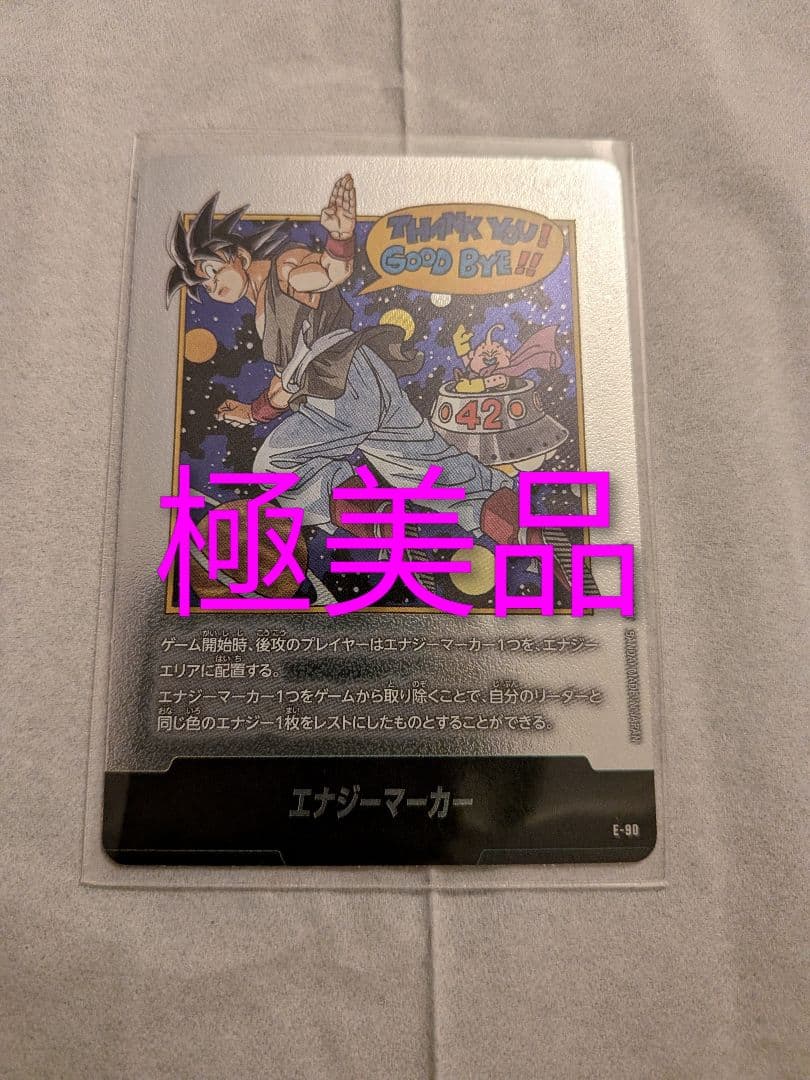 THANK YOU!
GOOD BYE!!
42
極美品
ゲーム開始時、後攻のプレイヤーはエナジーマーカー1つを、エナジー
エリアに配置する。
エナジーマーカー1つをゲームから取り除くことで、自分のリーダーと
同じ色のエナジー1枚をレストにしたものとすることができる。
エナジーマーカー
E-90